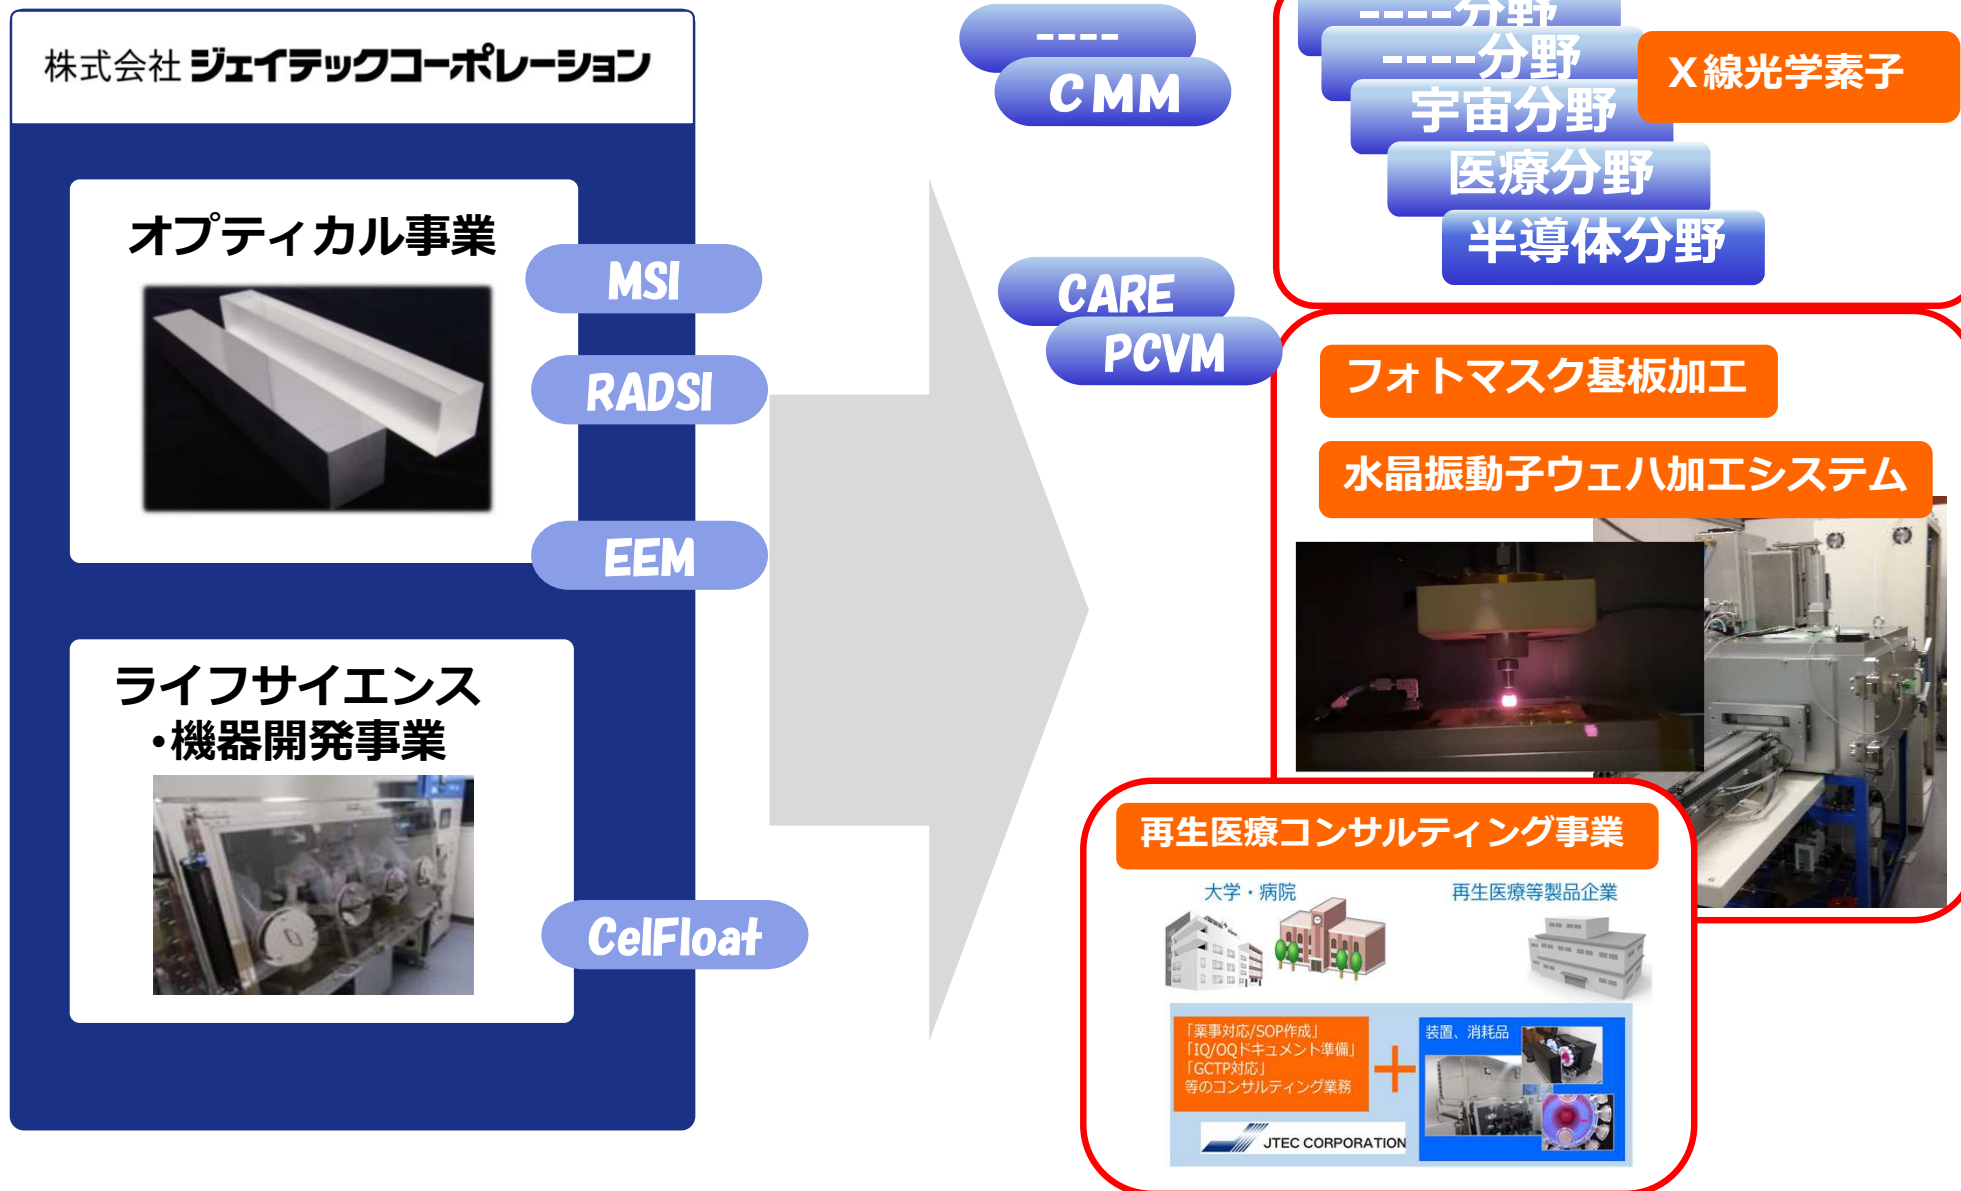 株式会社 ジェイテックコーポレーション
オプティカル事業
MSI
RADSI
EEM
ライフサイエンス
・機器開発事業
CelFloat
----
CMM
CARE
PCVM
----分野
----分野
宇宙分野
医療分野
半導体分野
X線光学素子
フォトマスク基板加工
水晶振動子ウェハ加工システム
再生医療コンサルティング事業
大学・病院
再生医療等製品企業
「薬事対応/SOP作成」
「IQ/OQドキュメント準備」
「GCTP対応」
等のコンサルティング業務
+
装置、消耗品
JTEC CORPORATION